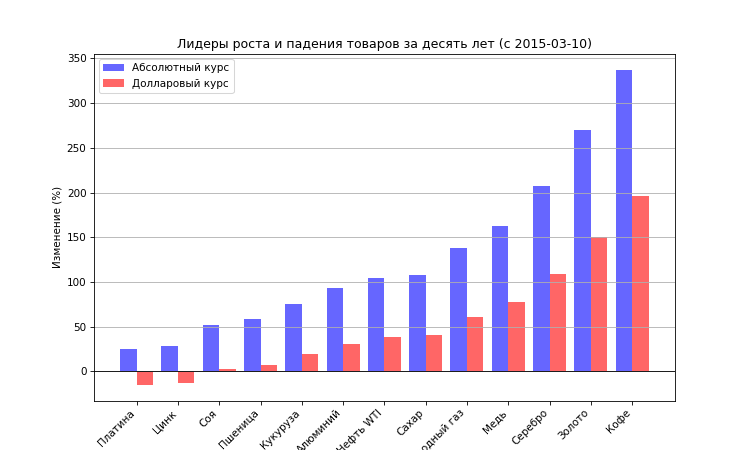 Лидеры роста и падения товаров за десять лет (с 2015-03-10)
Абсолютный курс
Долларовый курс
Изменение (%)
350
300
250
200
150
100
50
0
Платина
Цинк
Соя
Пшеница
Кукуруза
Алюминий
Нефть WTI
Сахар
газ
Медь
Серебро
Золото
Кофе